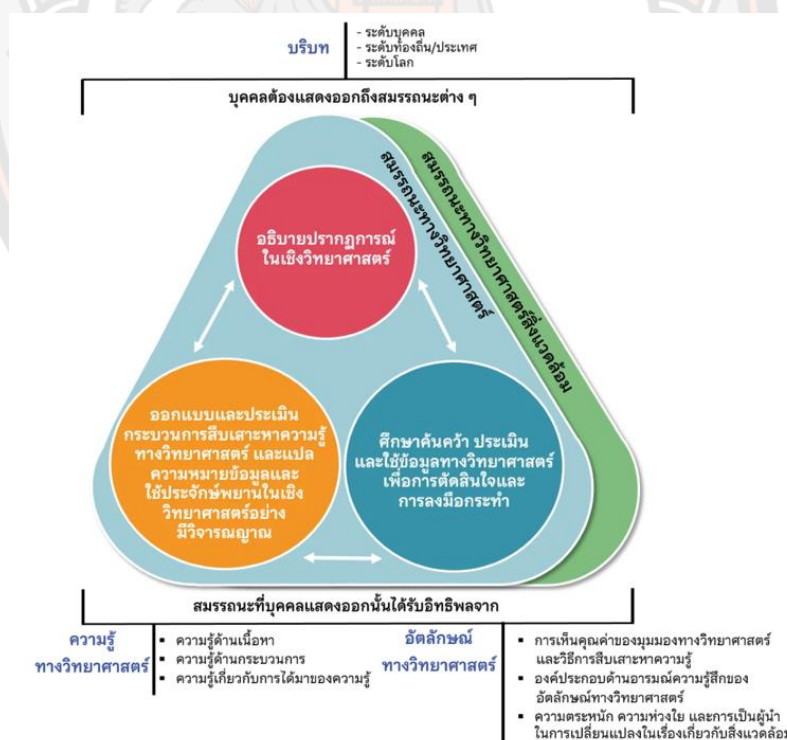 บริบท
- ระดับบุคคล
- ระดับท้องถิ่น/ประเทศ
- ระดับโลก
บุคคลต้องแสดงออกถึงสมรรถนะต่าง ๆ
สมรรถนะทางวิทยาศาสตร์
สมรรถนะทางวิทยาศาสตร์สิ่งแวดล้อม
อธิบายปรากฏการณ์
ในเชิงวิทยาศาสตร์
ออกแบบและประเมิน
กระบวนการสืบเสาะหาความรู้
ทางวิทยาศาสตร์ และแปล
ความหมายข้อมูลและ
ใช้ประจักษ์พยานในเชิง
วิทยาศาสตร์อย่าง
มีวิจารณญาณ
ศึกษาค้นคว้า ประเมิน
และใช้ข้อมูลทางวิทยาศาสตร์
เพื่อการตัดสินใจและ
การลงมือกระทำ
สมรรถนะที่บุคคลแสดงออกนั้นได้รับอิทธิพลจาก
ความรู้
ทางวิทยาศาสตร์
▪ ความรู้ด้านเนื้อหา
▪ ความรู้ด้านกระบวนการ
▪ ความรู้เกี่ยวกับการได้มาของความรู้
อัตลักษณ์
ทางวิทยาศาสตร์
▪ การเห็นคุณค่าของมุมมองทางวิทยาศาสตร์
และวิธีการสืบเสาะหาความรู้
▪ องค์ประกอบด้านอารมณ์ความรู้สึกของ
อัตลักษณ์ทางวิทยาศาสตร์
▪ ความตระหนัก ความห่วงใย และการเป็นผู้นำ
ในการเปลี่ยนแปลงในเรื่องเกี่ยวกับสิ่งแวดล้อม